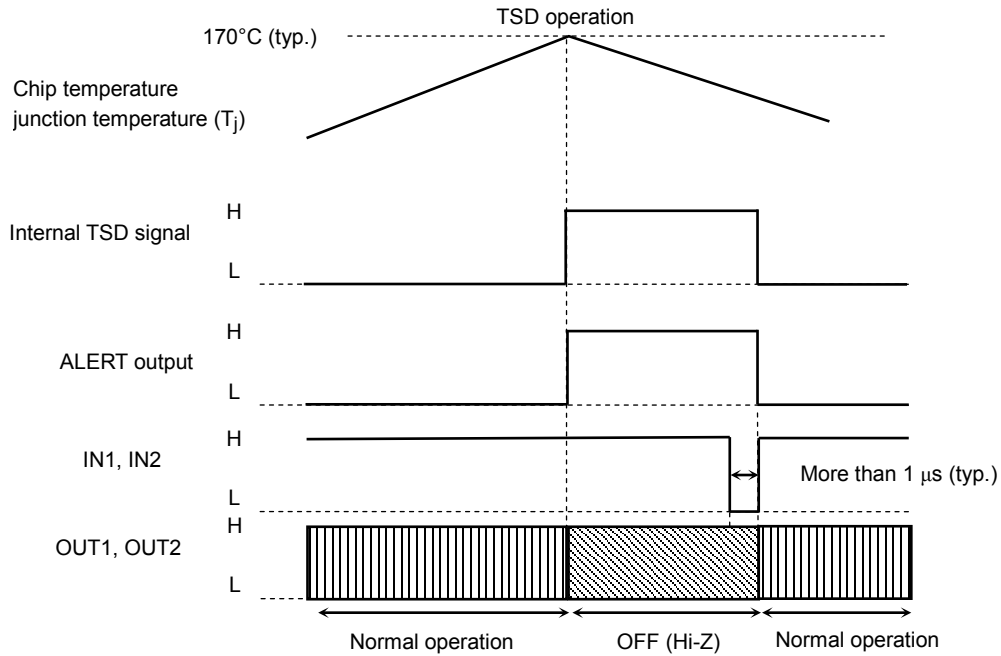 TSD operation
170°C (typ.)
Chip temperature
junction temperature (Tj)
H
Internal TSD signal
L
H
ALERT output
L
H
IN1, IN2
More than 1 μs (typ.)
L
H
OUT1, OUT2
L
Normal operation
OFF (Hi-Z)
Normal operation